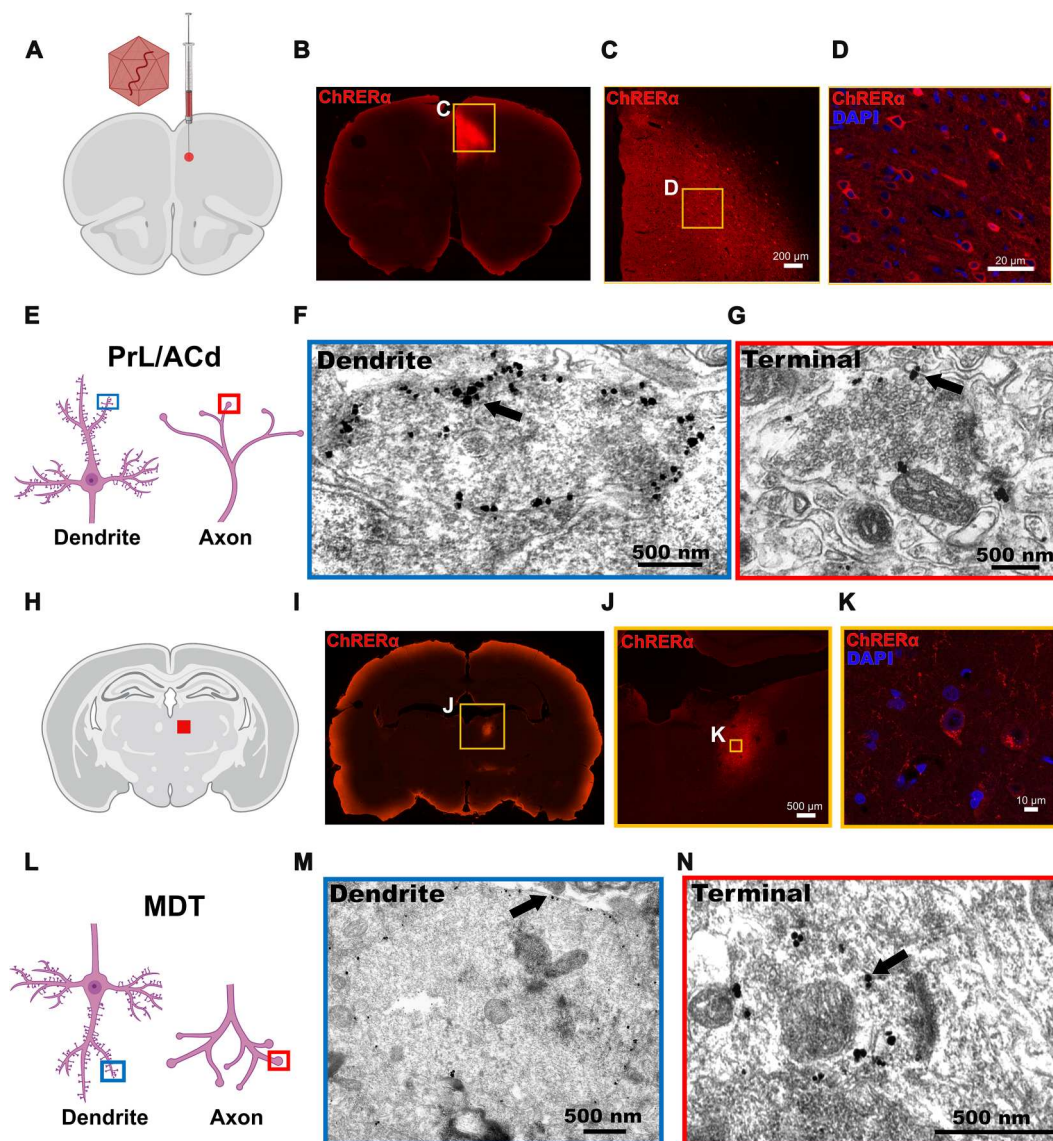 A
B
C
D
ChRERα
C
ChRERα
D
200 µm
ChRERα
DAPI
20 µm
E
F
G
PrL/ACd
Dendrite
Axon
Dendrite
500 nm
Terminal
500 nm
H
I
J
K
ChRERα
J
ChRERα
K
500 µm
ChRERα
DAPI
10 µm
L
M
N
MDT
Dendrite
Axon
Dendrite
500 nm
Terminal
500 nm